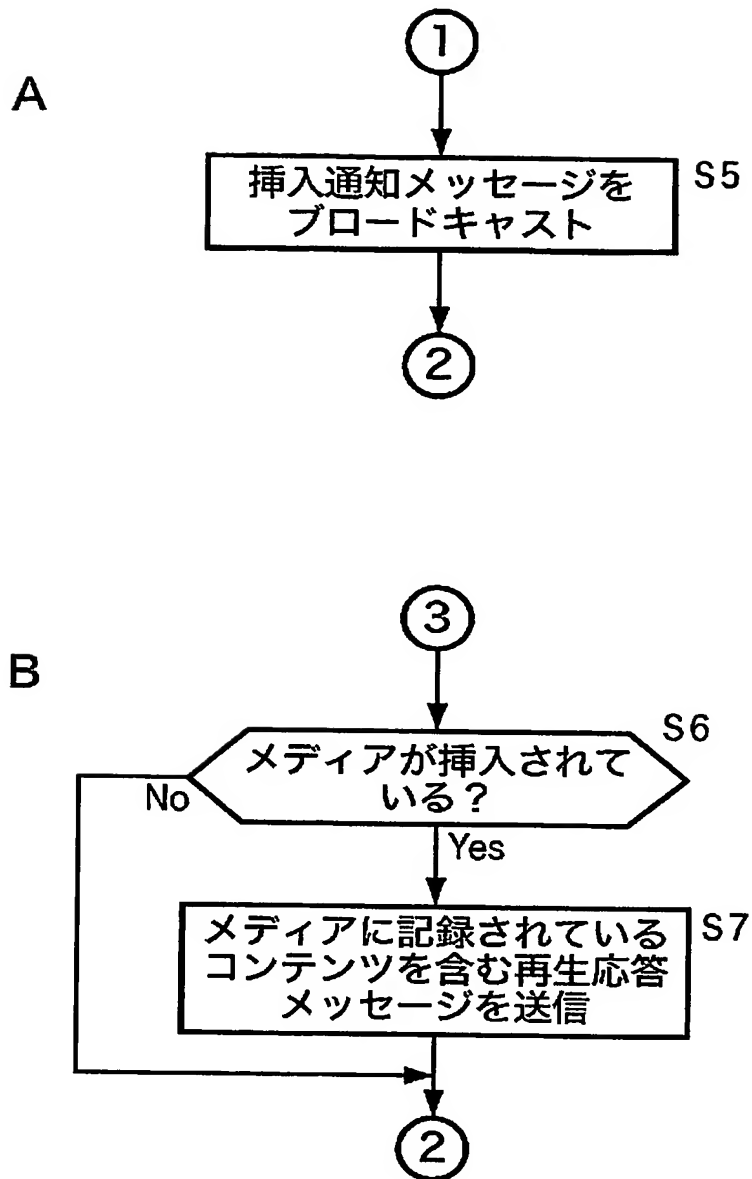 ①
A
挿入通知メッセージを
ブロードキャスト
S5
②
③
B
メディアが挿入されて
いる？
S6
No
Yes
メディアに記録されている
コンテンツを含む再生応答
メッセージを送信
S7
②